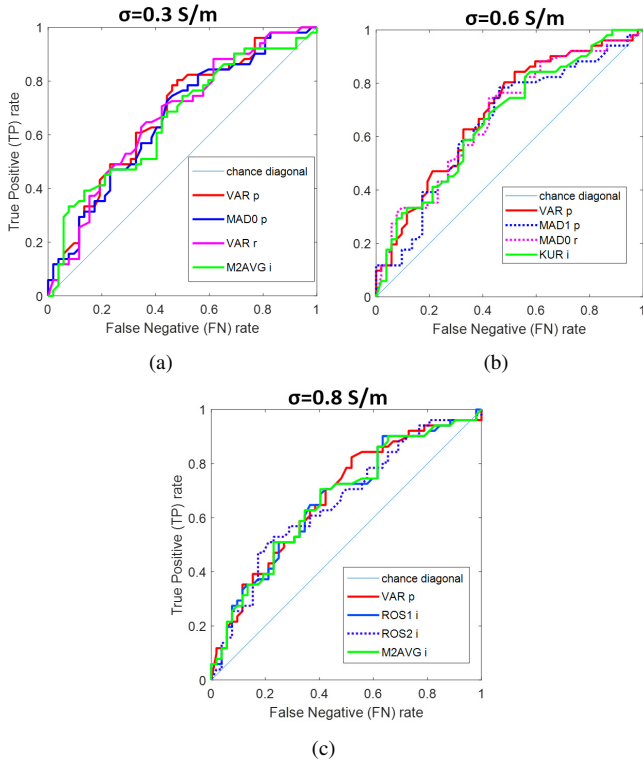 σ=0.3 S/m
True Positive (TP) rate
1
0.8
0.6
0.4
0.2
0
0 0.2 0.4 0.6 0.8 1
False Negative (FN) rate
chance diagonal
VAR p
MAD0 p
VAR r
M2AVG i
(a)
σ=0.6 S/m
True Positive (TP) rate
1
0.8
0.6
0.4
0.2
0
0 0.2 0.4 0.6 0.8 1
False Negative (FN) rate
chance diagonal
VAR p
MAD1 p
MAD0 r
KUR i
(b)
σ=0.8 S/m
True Positive (TP) rate
1
0.8
0.6
0.4
0.2
0
0 0.2 0.4 0.6 0.8 1
False Negative (FN) rate
chance diagonal
VAR p
ROS1 i
ROS2 i
M2AVG i
(c)